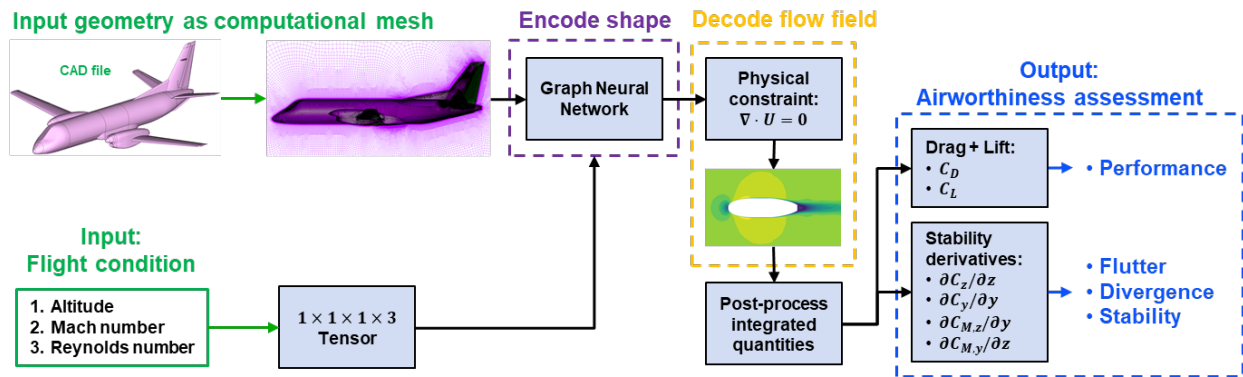 Input geometry as computational mesh
CAD file
Encode shape
Graph Neural
Network
Decode flow field
Physical
constraint:
∇ · U = 0
Post-process
integrated
quantities
Input:
Flight condition
1. Altitude
2. Mach number
3. Reynolds number
1 × 1 × 1 × 3
Tensor
Output:
Airworthiness assessment
Drag + Lift:
• C_D
• C_L
• Performance
Stability
derivatives:
• ∂C_z/∂z
• ∂C_y/∂y
• ∂C_{M,z}/∂y
• ∂C_{M,y}/∂z
• Flutter
• Divergence
• Stability